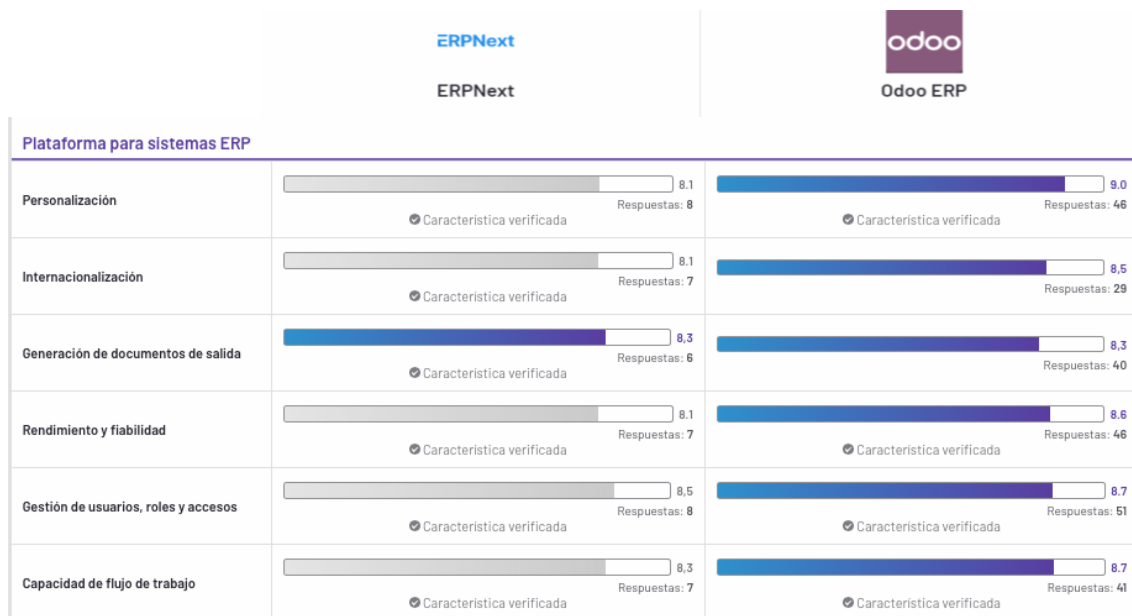 ERPNext
odoo
ERPNext
Odoo ERP
Plataforma para sistemas ERP
Personalización
8.1
Respuestas: 8
Característica verificada
9.0
Respuestas: 46
Característica verificada
Internacionalización
8.1
Respuestas: 7
Característica verificada
8,5
Respuestas: 29
Generación de documentos de salida
8,3
Respuestas: 6
Característica verificada
8,3
Respuestas: 40
Rendimiento y fiabilidad
8.1
Respuestas: 7
Característica verificada
8.6
Respuestas: 46
Característica verificada
Gestión de usuarios, roles y accesos
8,5
Respuestas: 8
Característica verificada
8.7
Respuestas: 51
Característica verificada
Capacidad de flujo de trabajo
8,3
Respuestas: 7
Característica verificada
8.7
Respuestas: 41
Característica verificada